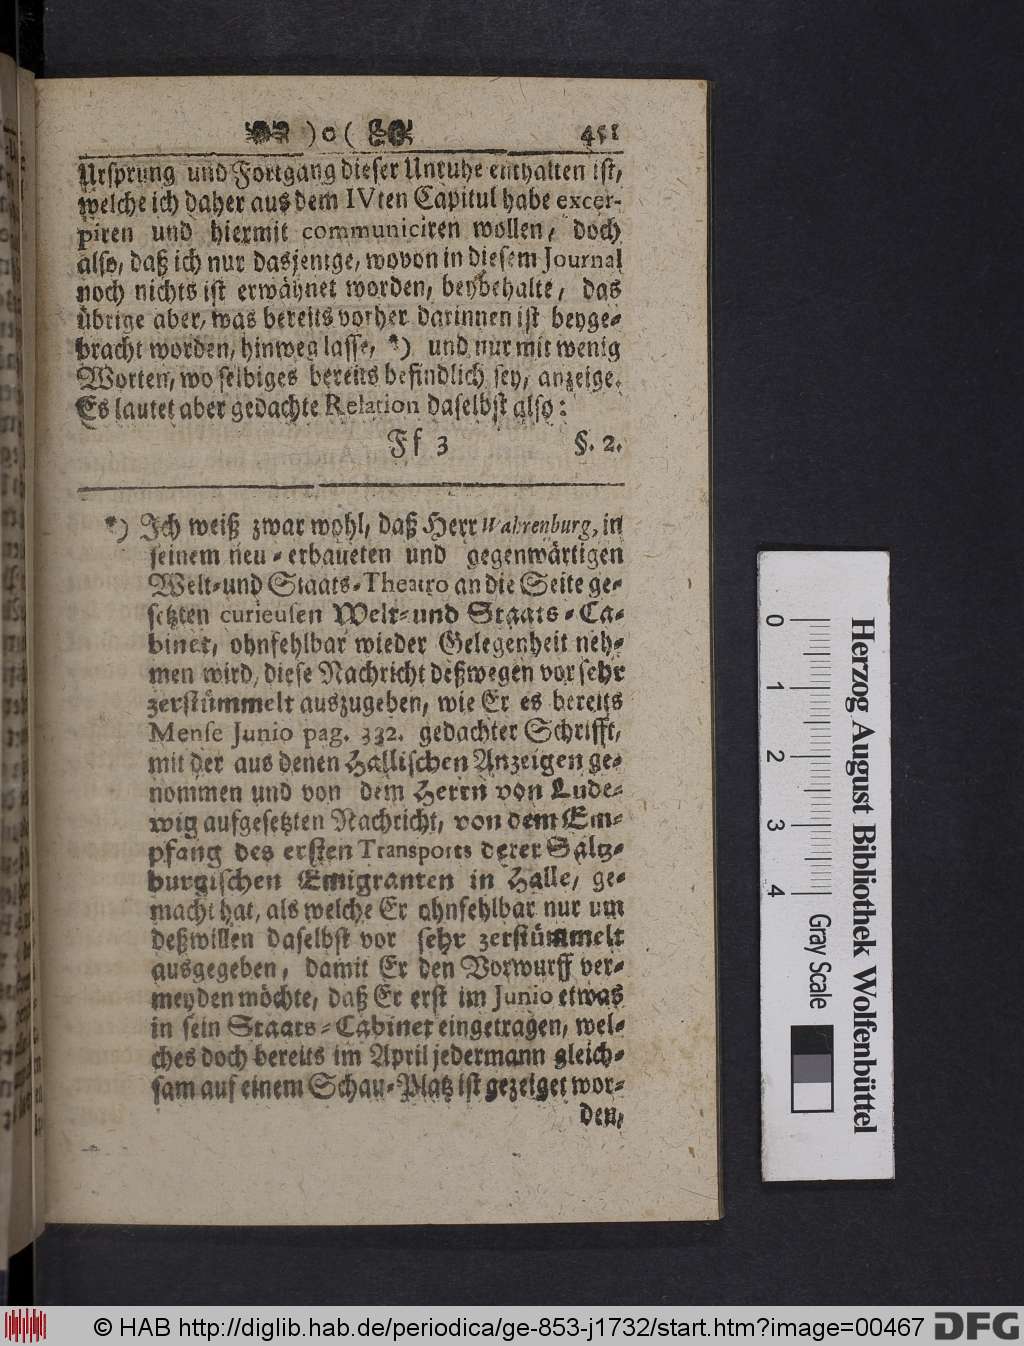 )o( 451
Ursprung und Fortgang dieser Unruhe enthalten ist,
welche ich daher aus dem IVten Capitul habe excer-
piren und hiermit communiciren wollen, doch
also, daß ich nur dasjenige, wovon in diesem Journal
noch nichts ist erwähnet worden, beybehalte, das
übrige aber, was bereits vorher darinnen ist beyge-
bracht worden, hinweg lasse, *) und nur mit wenig
Worten, wo selbiges bereits befindlich sey, anzeige.
Es lautet aber gedachte Relation daselbst also:
Ff 3 §. 2.
*) Ich weiß zwar wohl, daß Herr Wahrenburg, in
seinem neu-erbaueten und gegenwärtigen
Welt-und Staats-Theatro an die Seite ge-
setzten curieusen Welt-und Staats-Ca-
binet, ohnfehlbar wieder Gelegenheit neh-
men wird, diese Nachricht deßwegen vor sehr
zerstümmelt auszugeben, wie Er es bereits
Mense Junio pag. 332. gedachter Schrifft,
mit der aus denen Hallischen Anzeigen ge-
nommen und von dem Herrn von Lude-
wig aufgesetzten Nachricht, von dem Em-
pfang des ersten Transports derer Saltz-
burgischen Emigranten in Halle, ge-
macht hat, als welche Er ohnfehlbar nur um
deßwillen daselbst vor sehr zerstümmelt
ausgegeben, damit Er den Vorwurff ver-
meyden möchte, daß Er erst im Junio etwas
in sein Staats-Cabinet eingetragen, wel-
ches doch bereits im April jedermann gleich-
sam auf einem Schau-Platz ist gezeiget wor-
den,
0 1 2 3 4
Gray Scale
Herzog August Bibliothek Wolfenbüttel
© HAB http://diglib.hab.de/periodica/ge-853-j1732/start.htm?image=00467
DFG